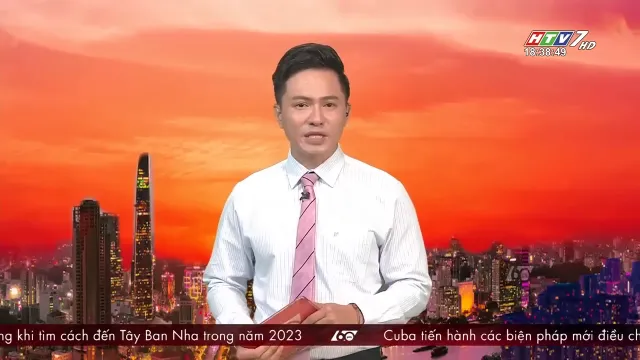 HTV7 HD
18:38:49
ng khi tìm cách đến Tây Ban Nha trong năm 2023 60 Cuba tiến hành các biện pháp mới điều ch